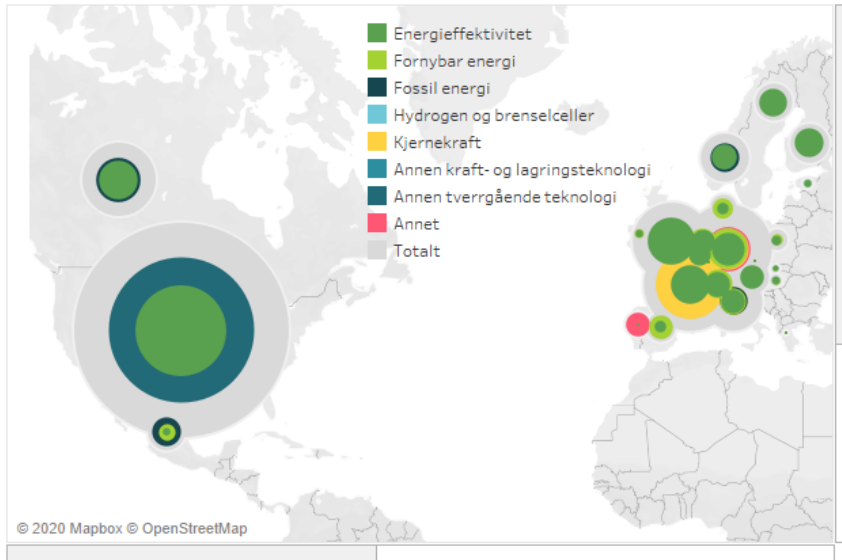 Energieffektivitet
Fornybar energi
Fossil energi
Hydrogen og brenselceller
Kjernekraft
Annen kraft- og lagringsteknologi
Annen tverrgående teknologi
Annet
Totalt
© 2020 Mapbox © OpenStreetMap